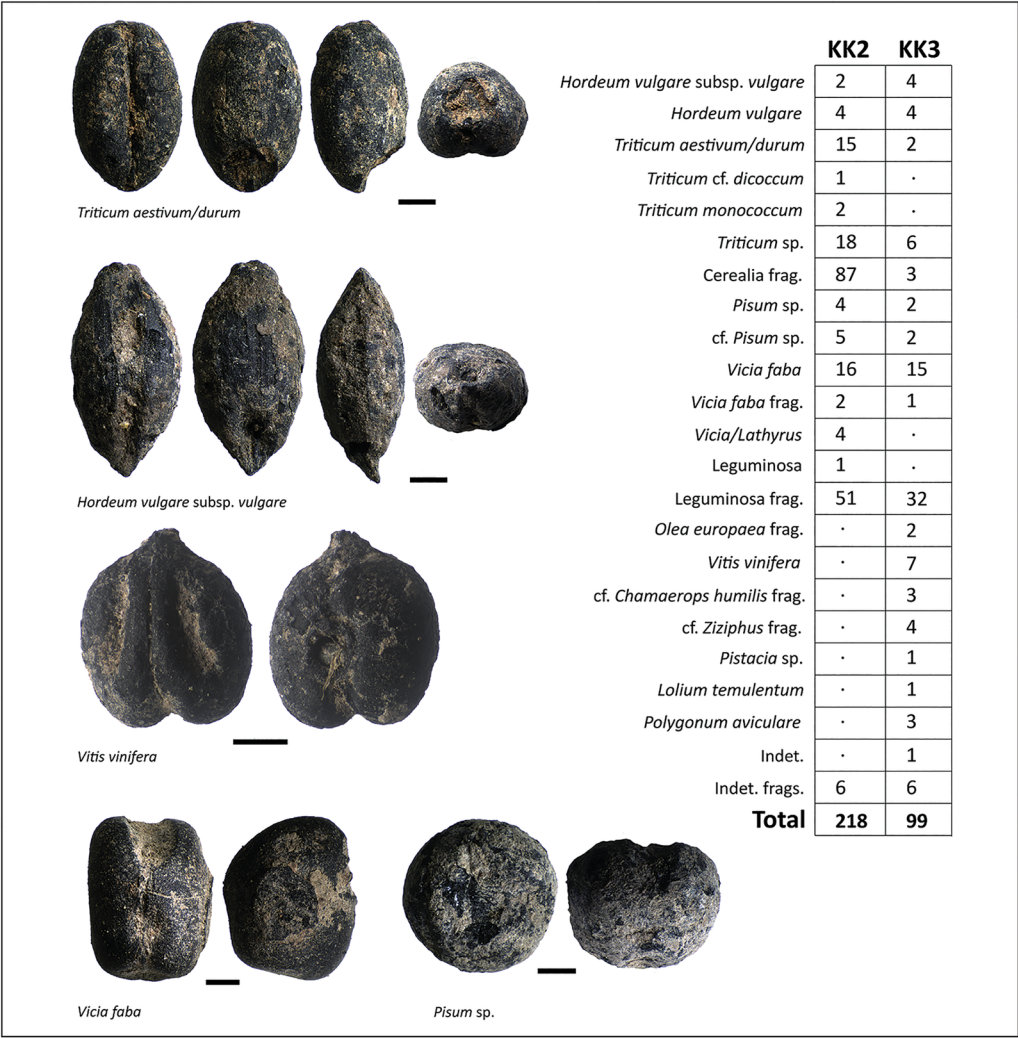 Triticum aestivum/durum
Hordeum vulgare subsp. vulgare
Vitis vinifera
Vicia faba
Pisum sp.
KK2 KK3
Hordeum vulgare subsp. vulgare 2 4
Hordeum vulgare 4 4
Triticum aestivum/durum 15 2
Triticum cf. dicoccum 1 ·
Triticum monococcum 2 ·
Triticum sp. 18 6
Cerealia frag. 87 3
Pisum sp. 4 2
cf. Pisum sp. 5 2
Vicia faba 16 15
Vicia faba frag. 2 1
Vicia/Lathyrus 4 ·
Leguminosa 1 ·
Leguminosa frag. 51 32
Olea europaea frag. · 2
Vitis vinifera · 7
cf. Chamaerops humilis frag. · 3
cf. Ziziphus frag. · 4
Pistacia sp. · 1
Lolium temulentum · 1
Polygonum aviculare · 3
Indet. · 1
Indet. frags. 6 6
Total 218 99